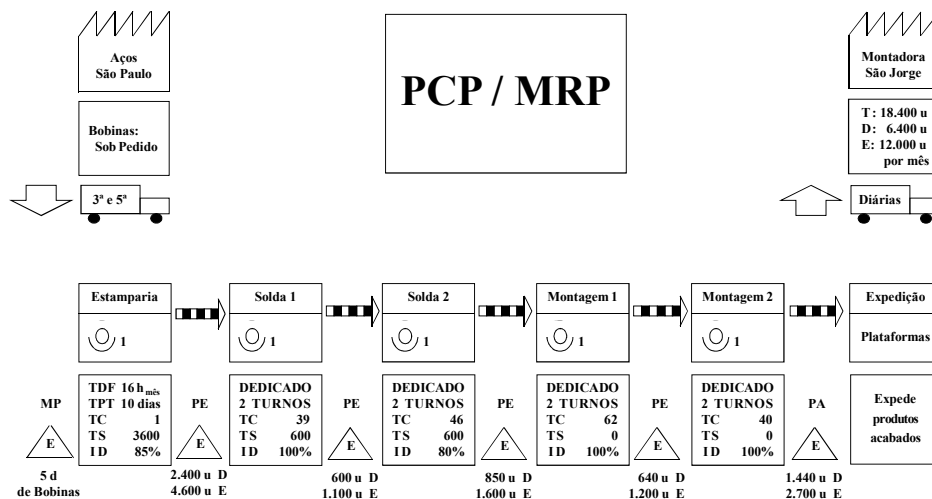 Aços
São Paulo
Bobinas:
Sob Pedido
3ª e 5ª
PCP / MRP
Montadora
São Jorge
T : 18.400 u
D: 6.400 u
E: 12.000 u
por mês
Diárias
Estamparia
1
Solda 1
1
Solda 2
1
Montagem 1
1
Montagem 2
1
Expedição
Plataformas
MP
E
5 d
de Bobinas
TDF 16 h mês
TPT 10 dias
TC 1
TS 3600
ID 85%
PE
E
2.400 u D
4.600 u E
DEDICADO
2 TURNOS
TC 39
TS 600
ID 100%
PE
E
600 u D
1.100 u E
DEDICADO
2 TURNOS
TC 46
TS 600
ID 80%
PE
E
850 u D
1.600 u E
DEDICADO
2 TURNOS
TC 62
TS 0
ID 100%
PE
E
640 u D
1.200 u E
DEDICADO
2 TURNOS
TC 40
TS 0
ID 100%
PA
E
1.440 u D
2.700 u E
Expede
produtos
acabados